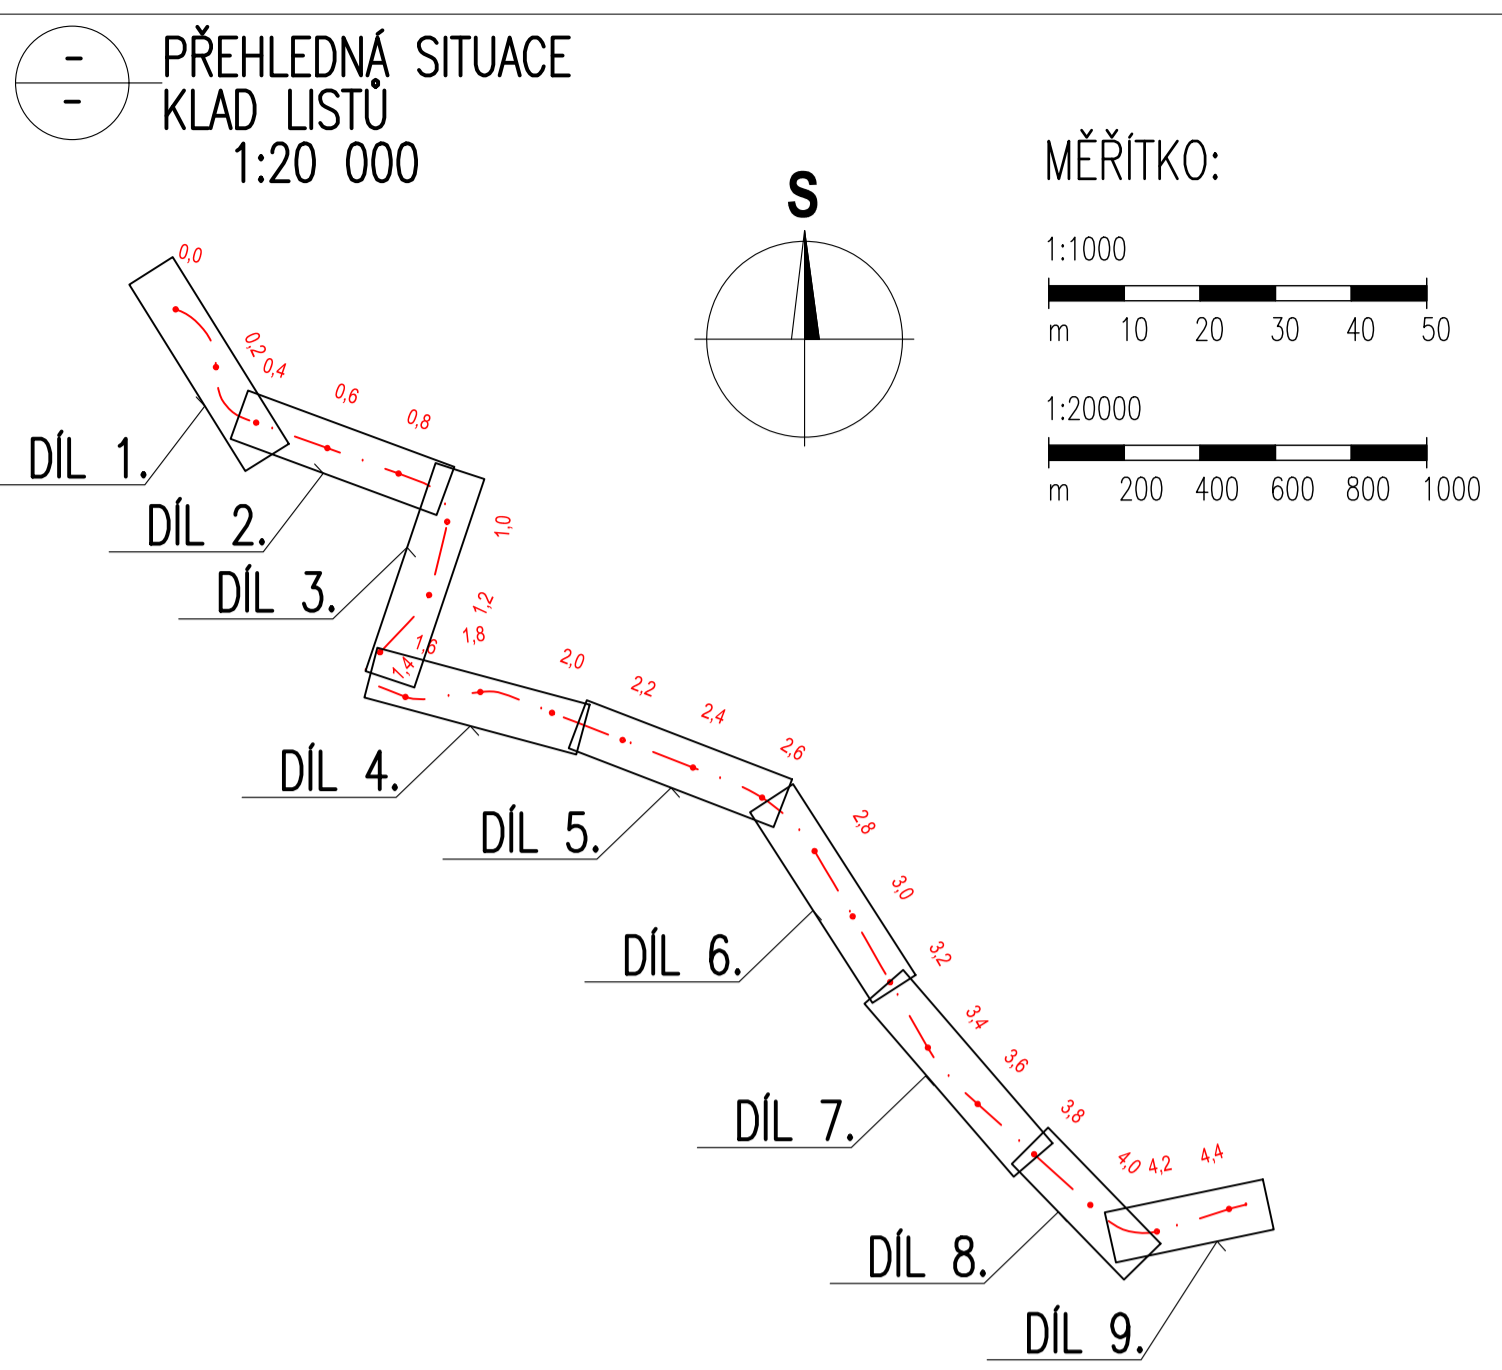 -
-
PŘEHLEDNÁ SITUACE
KLAD LISTŮ
1:20 000
S
MĚŘÍTKO:
1:1000
m 10 20 30 40 50
1:20000
m 200 400 600 800 1000
0,0
0,2
0,4
0,6
0,8
1,0
1,2
1,4
1,6
1,8
2,0
2,2
2,4
2,6
2,8
3,0
3,2
3,4
3,6
3,8
4,0
4,2
4,4
DÍL 1.
DÍL 2.
DÍL 3.
DÍL 4.
DÍL 5.
DÍL 6.
DÍL 7.
DÍL 8.
DÍL 9.